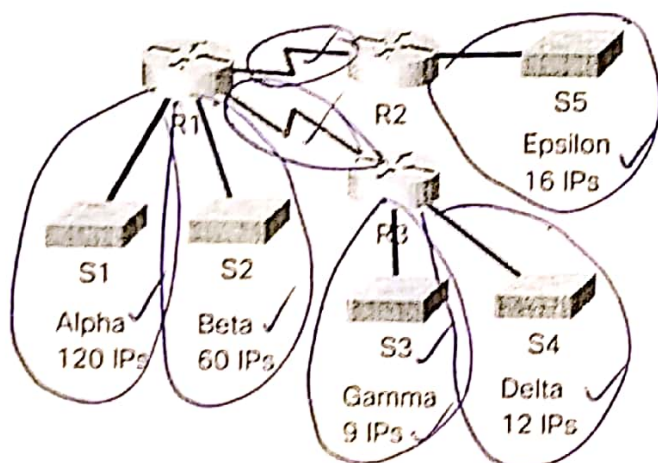 R1
R2
S5
Epsilon
16 IPs
R3
S1
Alpha
120 IPs
S2
Beta
60 IPs
S3
Gamma
9 IPs
S4
Delta
12 IPs